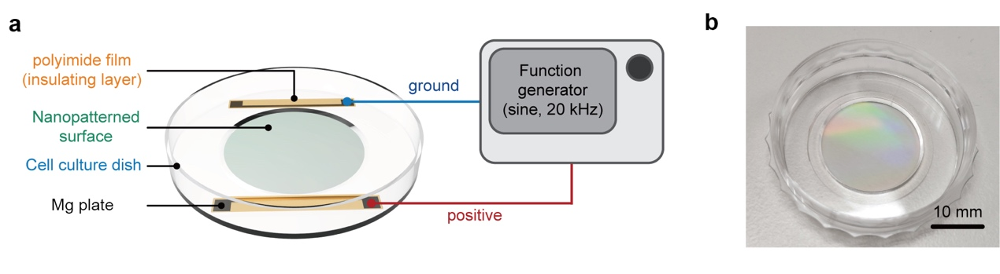 a
polyimide film
(insulating layer)
Nanopatterned
surface
Cell culture dish
Mg plate
ground
positive
Function
generator
(sine, 20 kHz)
b
10 mm